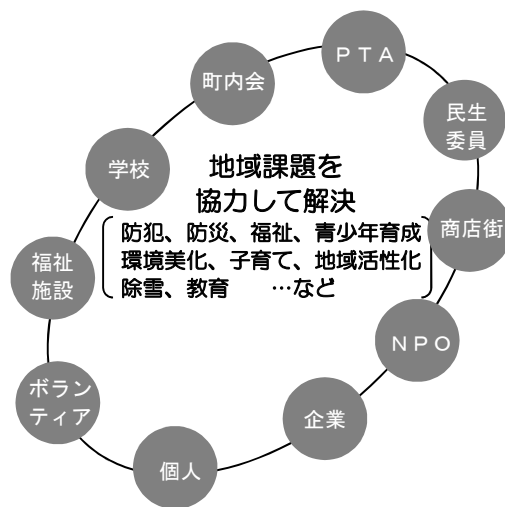 ＰＴＡ
町内会
民生
委員
学校
地域課題を
協力して解決
商店街
防犯、防災、福祉、青少年育成
環境美化、子育て、地域活性化
除雪、教育　　…など
福祉
施設
ＮＰＯ
ボラン
ティア
企業
個人